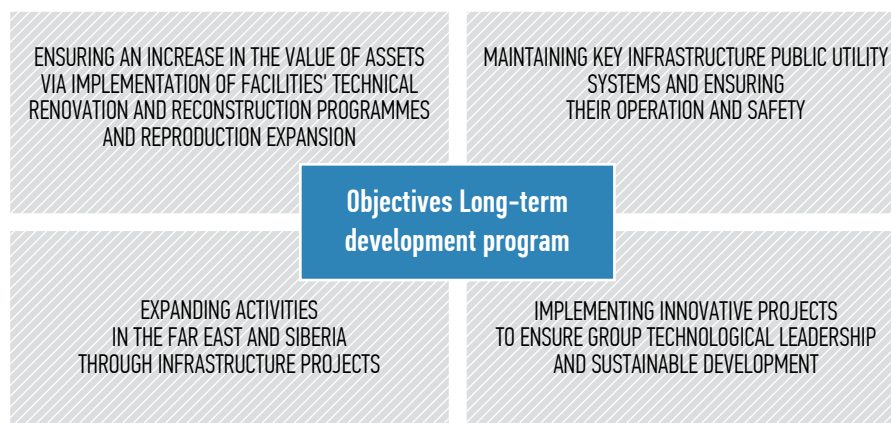 ENSURING AN INCREASE IN THE VALUE OF ASSETS
VIA IMPLEMENTATION OF FACILITIES' TECHNICAL
RENOVATION AND RECONSTRUCTION PROGRAMMES
AND REPRODUCTION EXPANSION
MAINTAINING KEY INFRASTRUCTURE PUBLIC UTILITY
SYSTEMS AND ENSURING
THEIR OPERATION AND SAFETY
Objectives Long-term
development program
EXPANDING ACTIVITIES
IN THE FAR EAST AND SIBERIA
THROUGH INFRASTRUCTURE PROJECTS
IMPLEMENTING INNOVATIVE PROJECTS
TO ENSURE GROUP TECHNOLOGICAL LEADERSHIP
AND SUSTAINABLE DEVELOPMENT